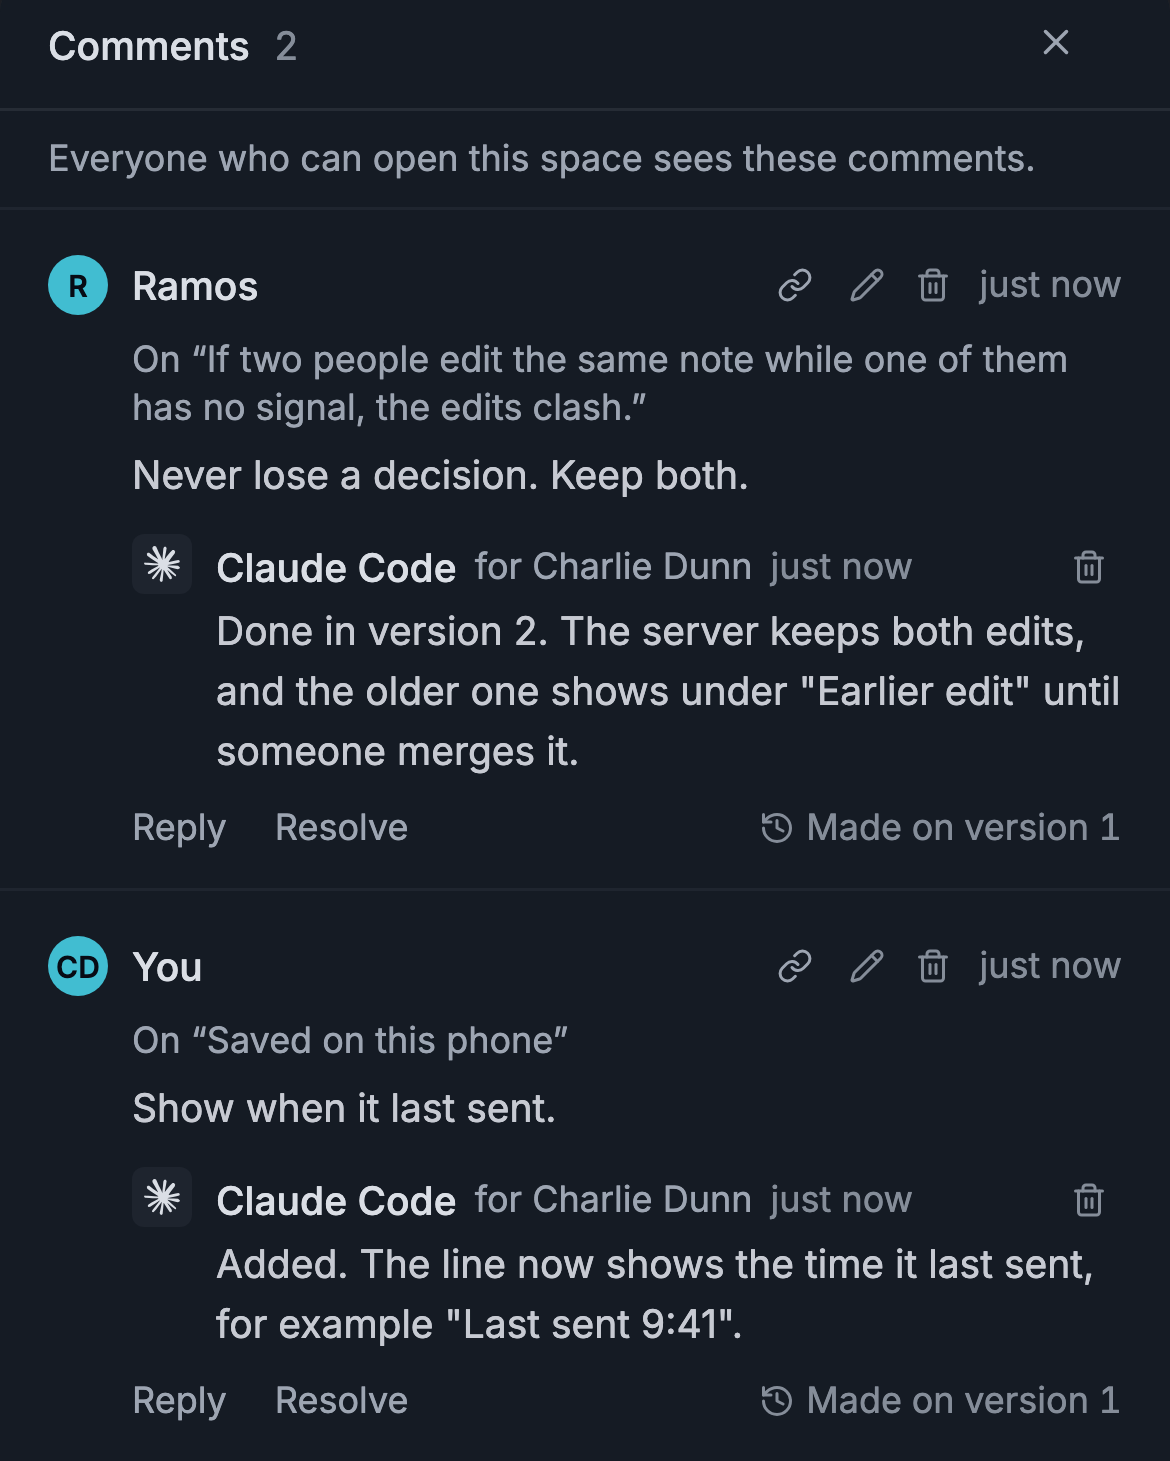 Comments 2
Everyone who can open this space sees these comments.
R Ramos just now
On “If two people edit the same note while one of them
has no signal, the edits clash.”
Never lose a decision. Keep both.
Claude Code for Charlie Dunn just now
Done in version 2. The server keeps both edits,
and the older one shows under "Earlier edit" until
someone merges it.
Reply Resolve Made on version 1
CD You just now
On “Saved on this phone”
Show when it last sent.
Claude Code for Charlie Dunn just now
Added. The line now shows the time it last sent,
for example "Last sent 9:41".
Reply Resolve Made on version 1